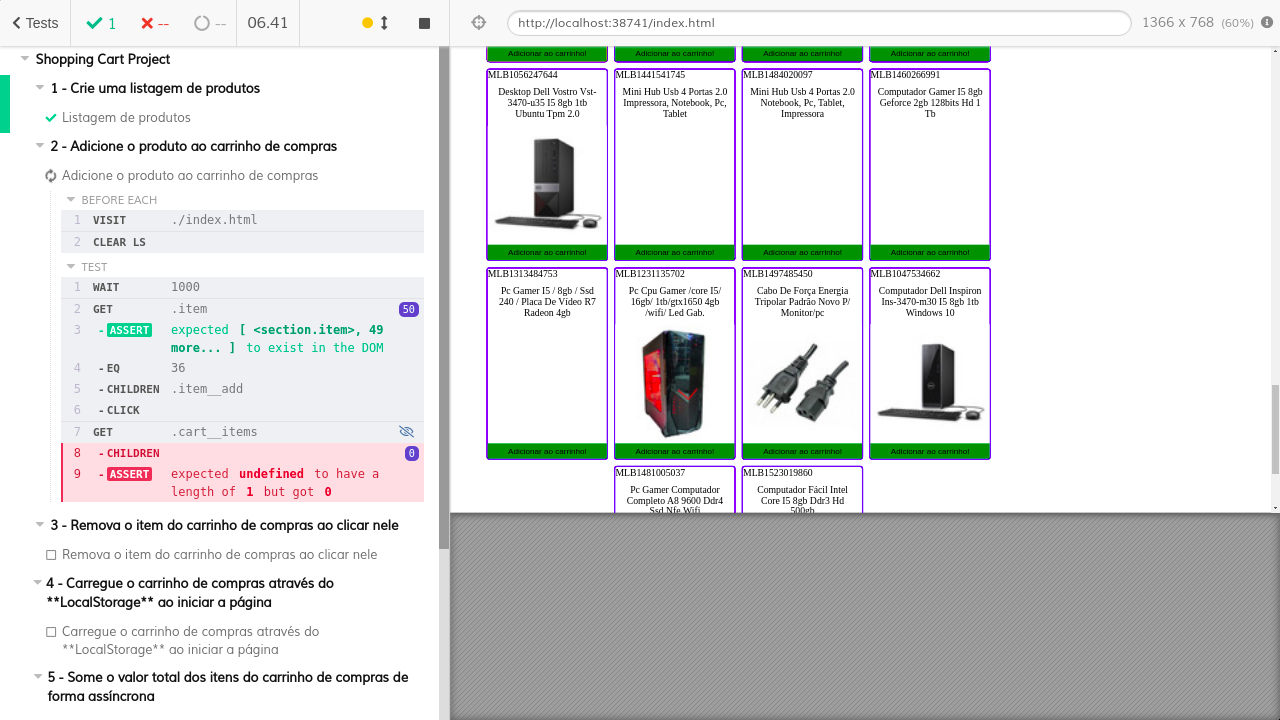 Tests
1
--
--
06.41
http://localhost:38741/index.html
1366 x 768 (60%)
Shopping Cart Project
1 - Crie uma listagem de produtos
Listagem de produtos
2 - Adicione o produto ao carrinho de compras
Adicione o produto ao carrinho de compras
BEFORE EACH
1 VISIT ./index.html
2 CLEAR LS
TEST
1 WAIT 1000
2 GET .item 50
3 -ASSERT expected [ <section.item>, 49
more... ] to exist in the DOM
4 -EQ 36
5 -CHILDREN .item__add
6 -CLICK
7 GET .cart__items
8 -CHILDREN 0
9 -ASSERT expected undefined to have a
length of 1 but got 0
3 - Remova o item do carrinho de compras ao clicar nele
Remova o item do carrinho de compras ao clicar nele
4 - Carregue o carrinho de compras através do
**LocalStorage** ao iniciar a página
Carregue o carrinho de compras através do
**LocalStorage** ao iniciar a página
5 - Some o valor total dos itens do carrinho de compras de
forma assíncrona
Adicionar ao carrinho!
Adicionar ao carrinho!
Adicionar ao carrinho!
Adicionar ao carrinho!
MLB1056247644
Desktop Dell Vostro Vst-
3470-u35 I5 8gb 1tb
Ubuntu Tpm 2.0
Adicionar ao carrinho!
MLB1441541745
Mini Hub Usb 4 Portas 2.0
Impressora, Notebook, Pc,
Tablet
Adicionar ao carrinho!
MLB1484020097
Mini Hub Usb 4 Portas 2.0
Notebook, Pc, Tablet,
Impressora
Adicionar ao carrinho!
MLB1460266991
Computador Gamer I5 8gb
Geforce 2gb 128bits Hd 1
Tb
Adicionar ao carrinho!
MLB1313484753
Pc Gamer I5 / 8gb / Ssd
240 / Placa De Vídeo R7
Radeon 4gb
Adicionar ao carrinho!
MLB1231135702
Pc Cpu Gamer /core I5/
16gb/ 1tb/gtx1650 4gb
/wifi/ Led Gab.
Adicionar ao carrinho!
MLB1497485450
Cabo De Força Energia
Tripolar Padrão Novo P/
Monitor/pc
Adicionar ao carrinho!
MLB1047534662
Computador Dell Inspiron
Ins-3470-m30 I5 8gb 1tb
Windows 10
Adicionar ao carrinho!
MLB1481005037
Pc Gamer Computador
Completo A8 9600 Ddr4
Ssd Nfe Wifi
MLB1523019860
Computador Fácil Intel
Core I5 8gb Ddr3 Hd
500gb